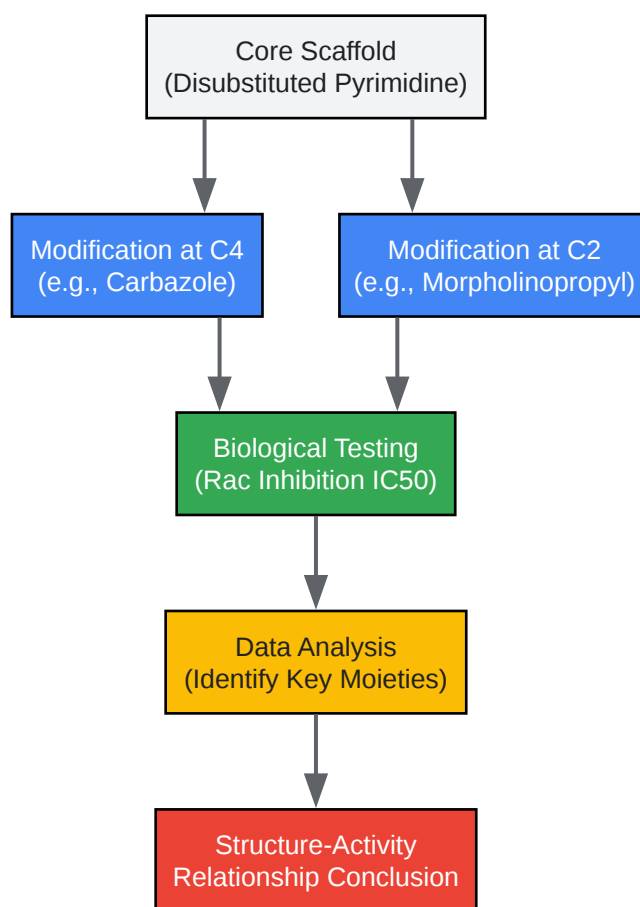 Core Scaffold
(Disubstituted Pyrimidine)
Modification at C4
(e.g., Carbazole)
Modification at C2
(e.g., Morpholinopropyl)
Biological Testing
(Rac Inhibition IC50)
Data Analysis
(Identify Key Moieties)
Structure-Activity
Relationship Conclusion